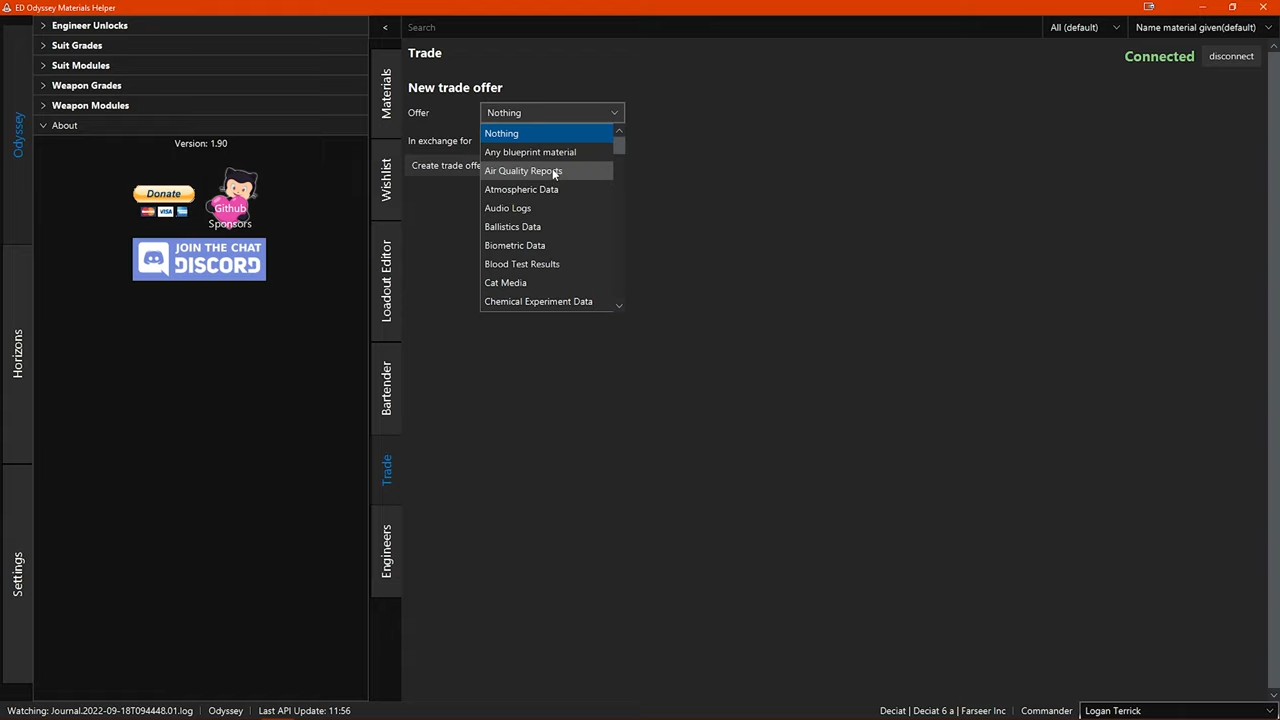 ED Odyssey Materials Helper
Engineer Unlocks
Suit Grades
Suit Modules
Weapon Grades
Weapon Modules
About
Version: 1.90
Donate
VISA
Github
Sponsors
JOIN THE CHAT
DISCORD
Odyssey
Horizons
Settings
<
Materials
Wishlist
Loadout Editor
Bartender
Trade
Engineers
Search
All (default)
Name material given(default)
Trade
Connected
disconnect
New trade offer
Offer
Nothing
In exchange for
Create trade offe
Nothing
Any blueprint material
Air Quality Reports
Atmospheric Data
Audio Logs
Ballistics Data
Biometric Data
Blood Test Results
Cat Media
Chemical Experiment Data
Watching: Journal.2022-09-18T094448.01.log
Odyssey
Last API Update: 11:56
Deciat | Deciat 6 a | Farseer Inc
Commander
Logan Terrick